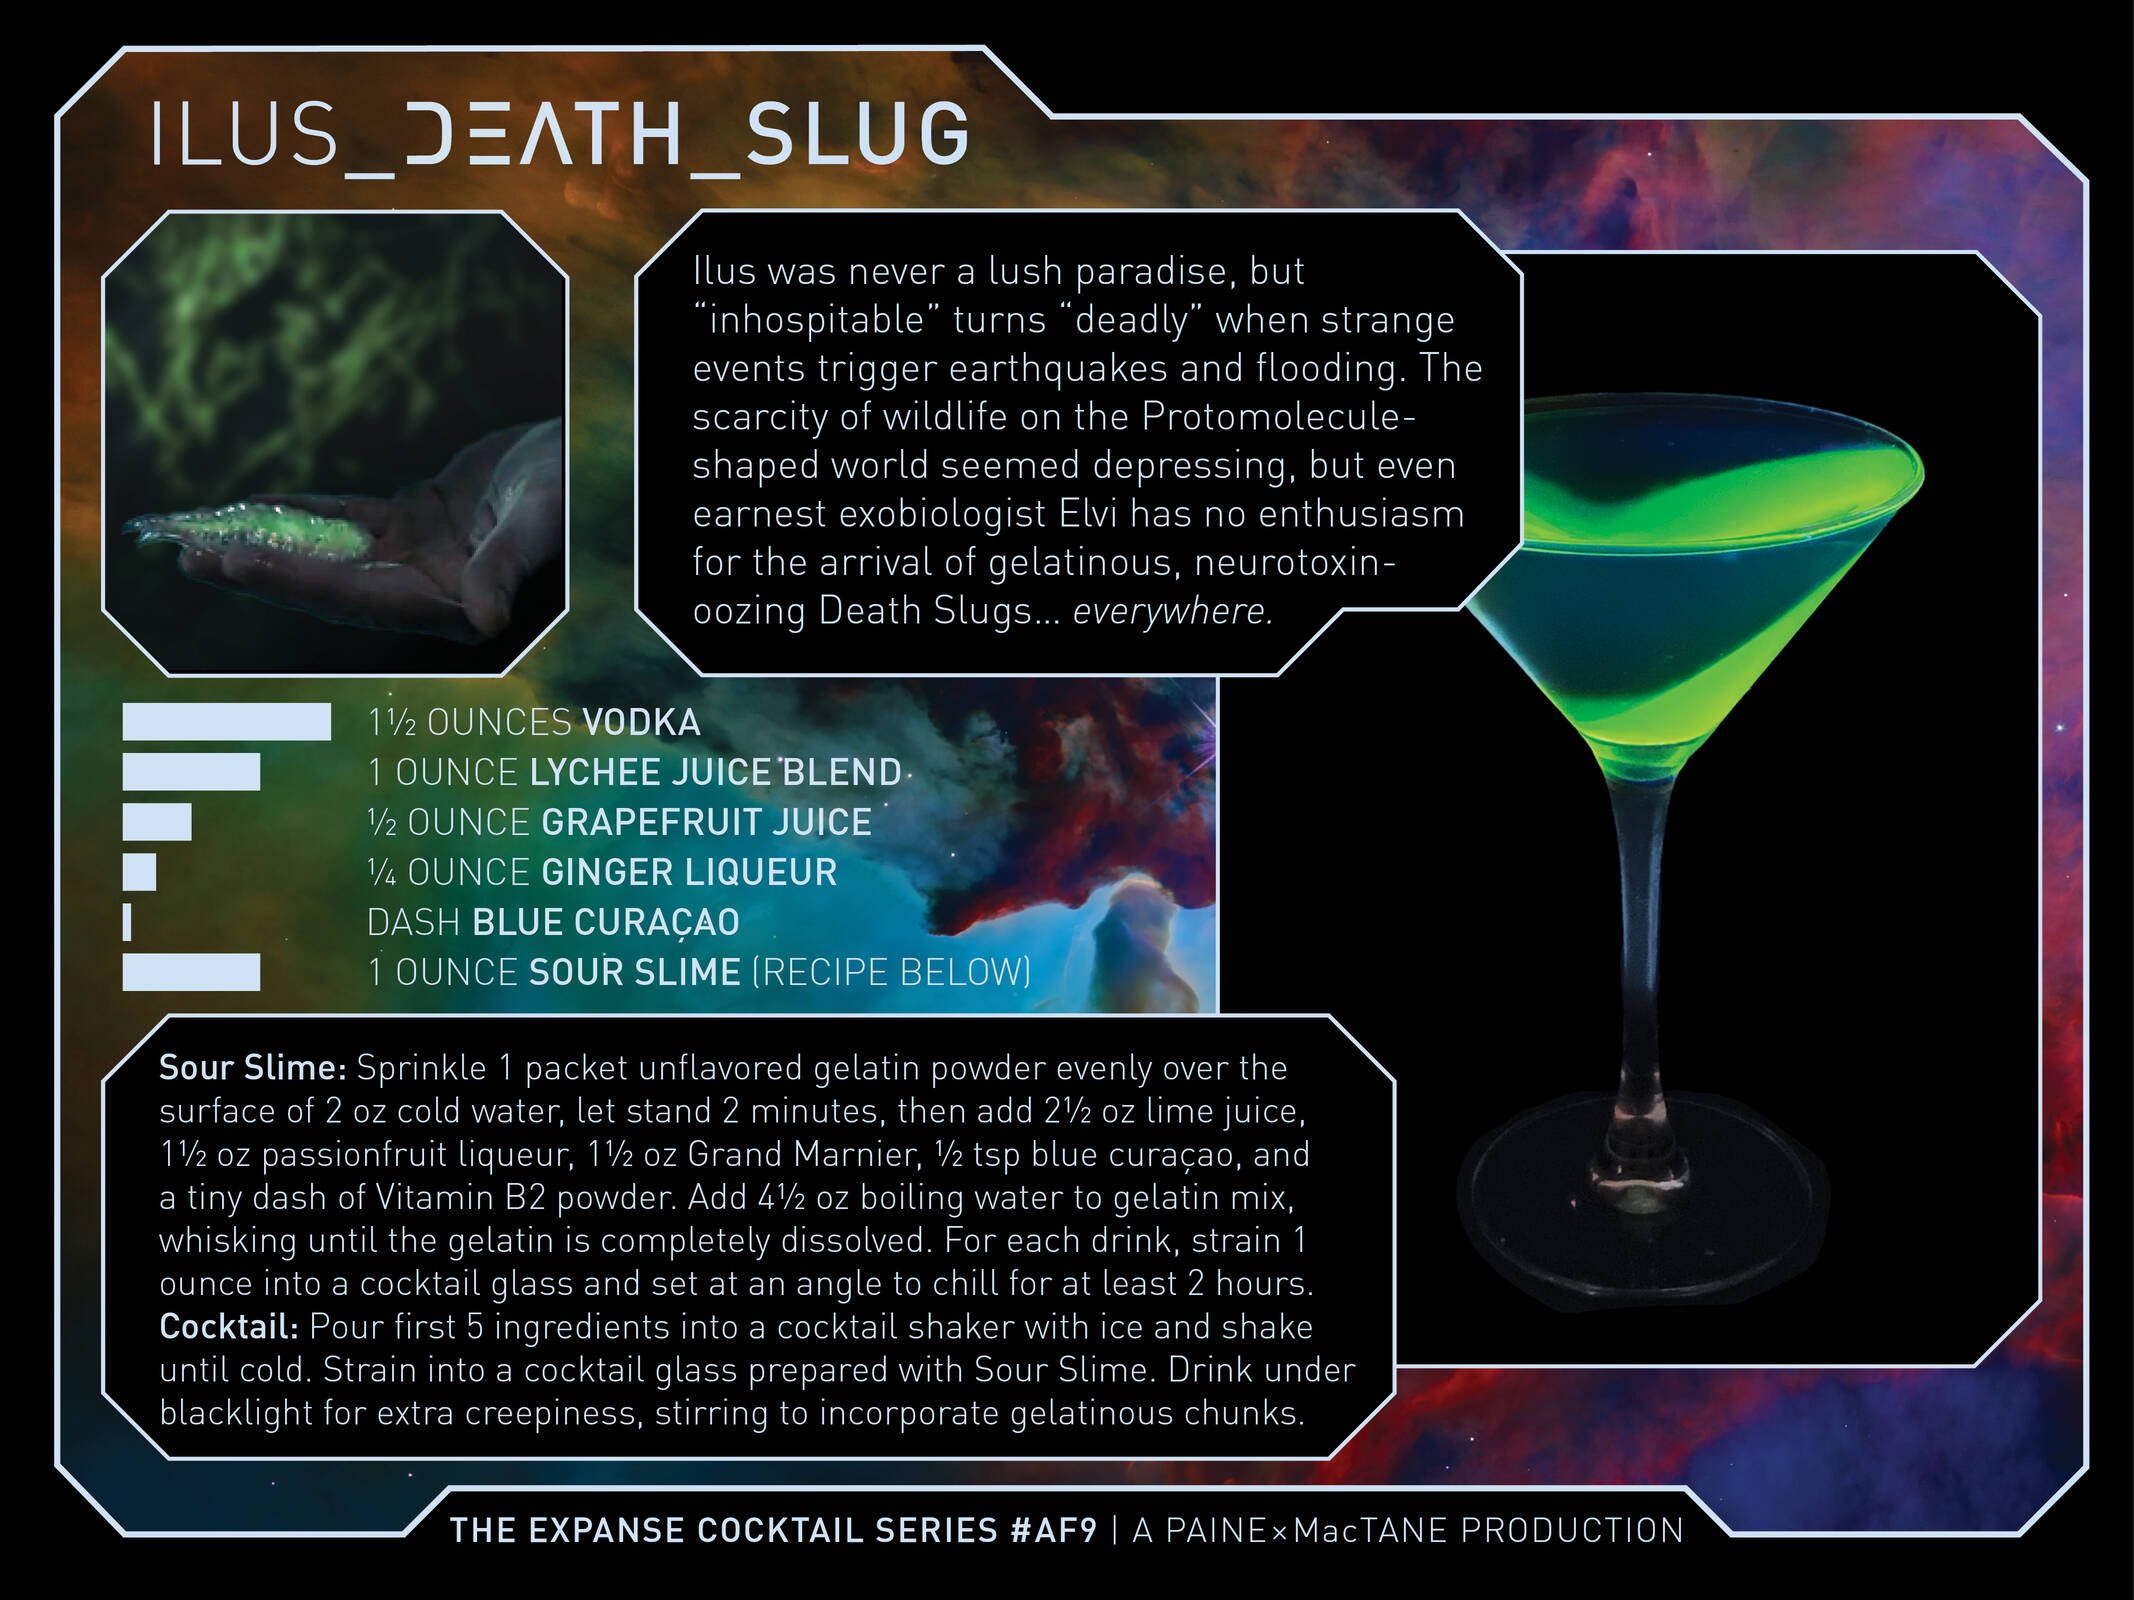 ILUS_DEATH_SLUG
Ilus was never a lush paradise, but
“inhospitable” turns “deadly” when strange
events trigger earthquakes and flooding. The
scarcity of wildlife on the Protomolecule-
shaped world seemed depressing, but even
earnest exobiologist Elvi has no enthusiasm
for the arrival of gelatinous, neurotoxin-
oozing Death Slugs... everywhere.
1½ OUNCES VODKA
1 OUNCE LYCHEE JUICE BLEND
½ OUNCE GRAPEFRUIT JUICE
¼ OUNCE GINGER LIQUEUR
DASH BLUE CURAÇAO
1 OUNCE SOUR SLIME (RECIPE BELOW)
Sour Slime: Sprinkle 1 packet unflavored gelatin powder evenly over the
surface of 2 oz cold water, let stand 2 minutes, then add 2½ oz lime juice,
1½ oz passionfruit liqueur, 1½ oz Grand Marnier, ½ tsp blue curaçao, and
a tiny dash of Vitamin B2 powder. Add 4½ oz boiling water to gelatin mix,
whisking until the gelatin is completely dissolved. For each drink, strain 1
ounce into a cocktail glass and set at an angle to chill for at least 2 hours.
Cocktail: Pour first 5 ingredients into a cocktail shaker with ice and shake
until cold. Strain into a cocktail glass prepared with Sour Slime. Drink under
blacklight for extra creepiness, stirring to incorporate gelatinous chunks.
THE EXPANSE COCKTAIL SERIES #AF9 | A PAINE×MacTANE PRODUCTION